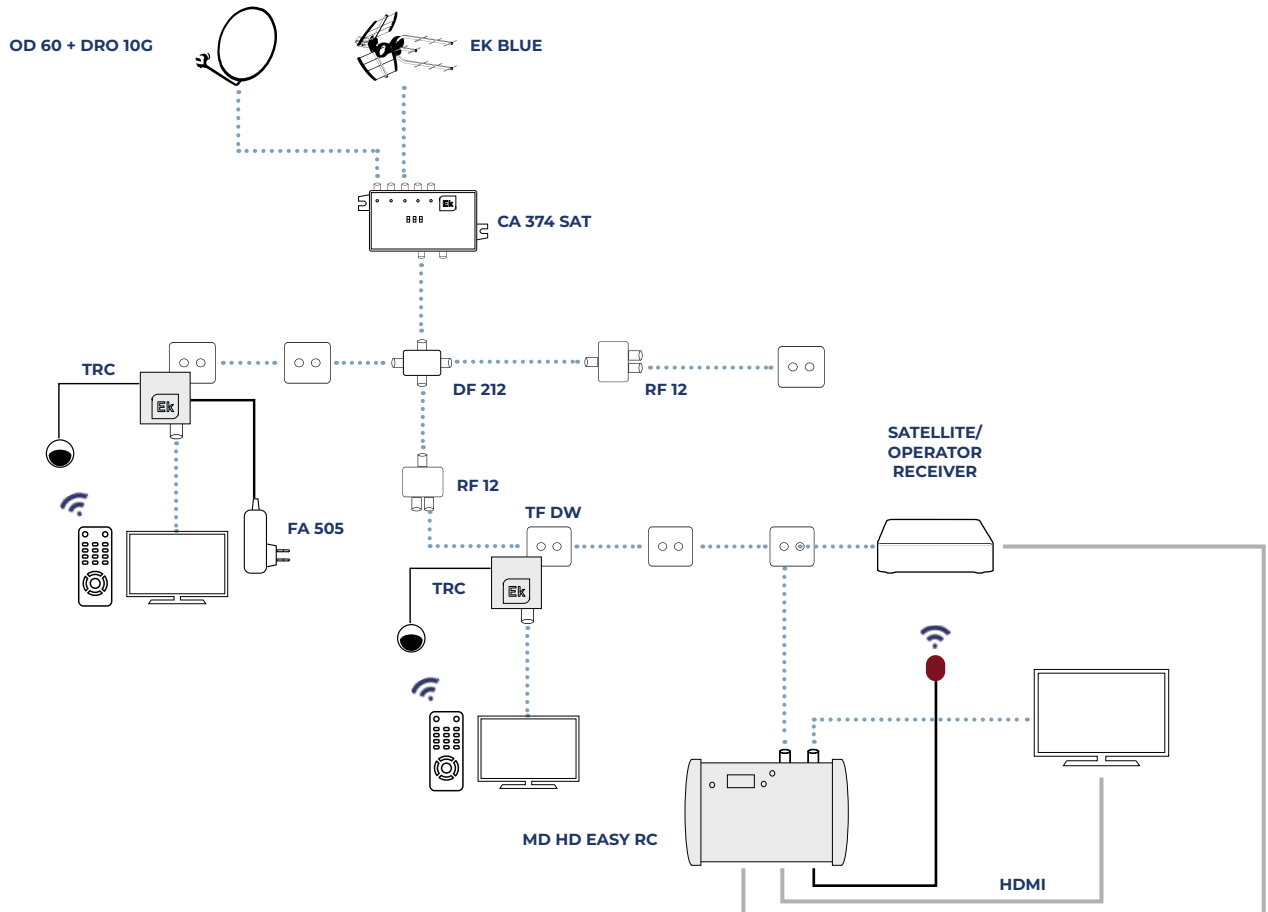 OD 60 + DRO 10G
EK BLUE
Ek
CA 374 SAT
TRC
DF 212
RF 12
Ek
SATELLITE/
OPERATOR
RECEIVER
RF 12
FA 505
TF DW
TRC
Ek
MD HD EASY RC
HDMI